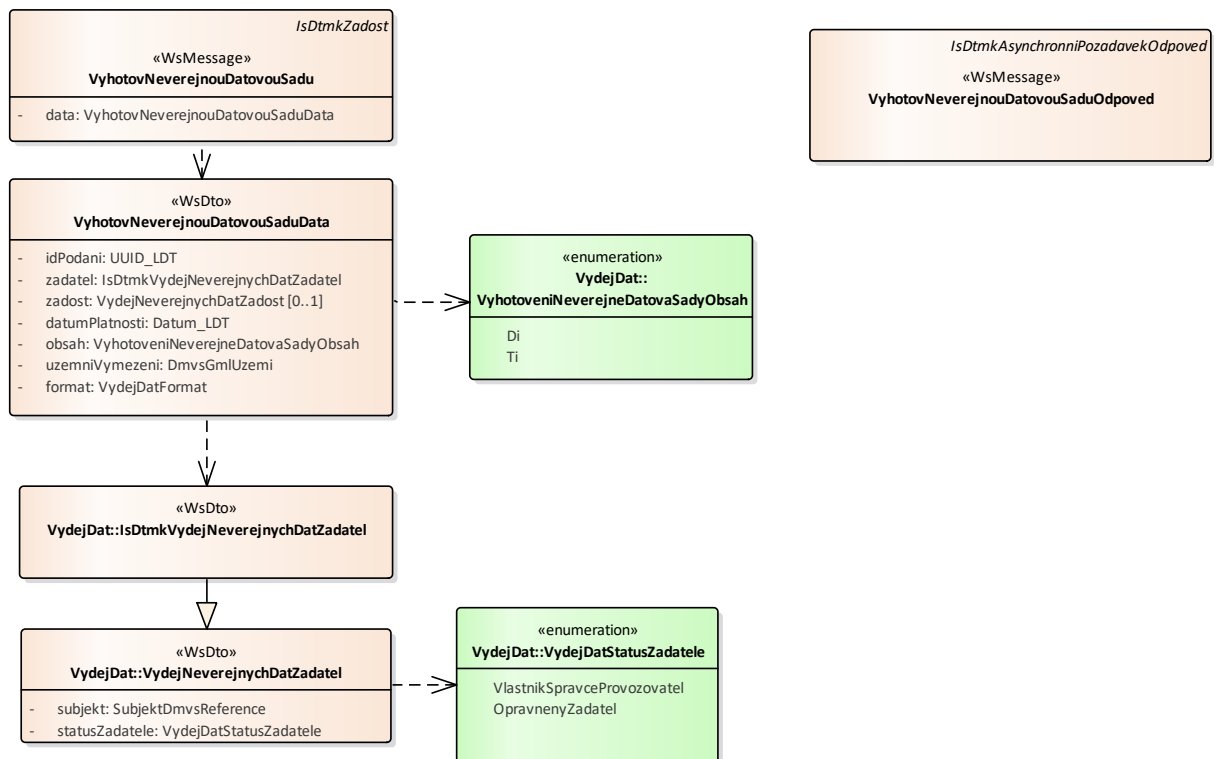 IsDtmkZadost
«WsMessage»
VyhotovNeverejnouDatovouSadu
- data: VyhotovNeverejnouDatovouSaduData
IsDtmkAsynchronniPozadavekOdpoved
«WsMessage»
VyhotovNeverejnouDatovouSaduOdpoved
«WsDto»
VyhotovNeverejnouDatovouSaduData
- idPodani: UUID_LDT
- zadatel: IsDtmkVydejNeverejnychDatZadatel
- zadost: VydejNeverejnychDatZadost [0..1]
- datumPlatnosti: Datum_LDT
- obsah: VyhotoveniNeverejneDatovaSadyObsah
- uzemniVymezeni: DmvsGmlUzemi
- format: VydejDatFormat
«enumeration»
VydejDat::
VyhotoveniNeverejneDatovaSadyObsah
Di
Ti
«WsDto»
VydejDat::IsDtmkVydejNeverejnychDatZadatel
«WsDto»
VydejDat::VydejNeverejnychDatZadatel
- subjekt: SubjektDmvsReference
- statusZadatele: VydejDatStatusZadatele
«enumeration»
VydejDat::VydejDatStatusZadatele
VlastnikSpravceProvozovatel
OpravnenyZadatel